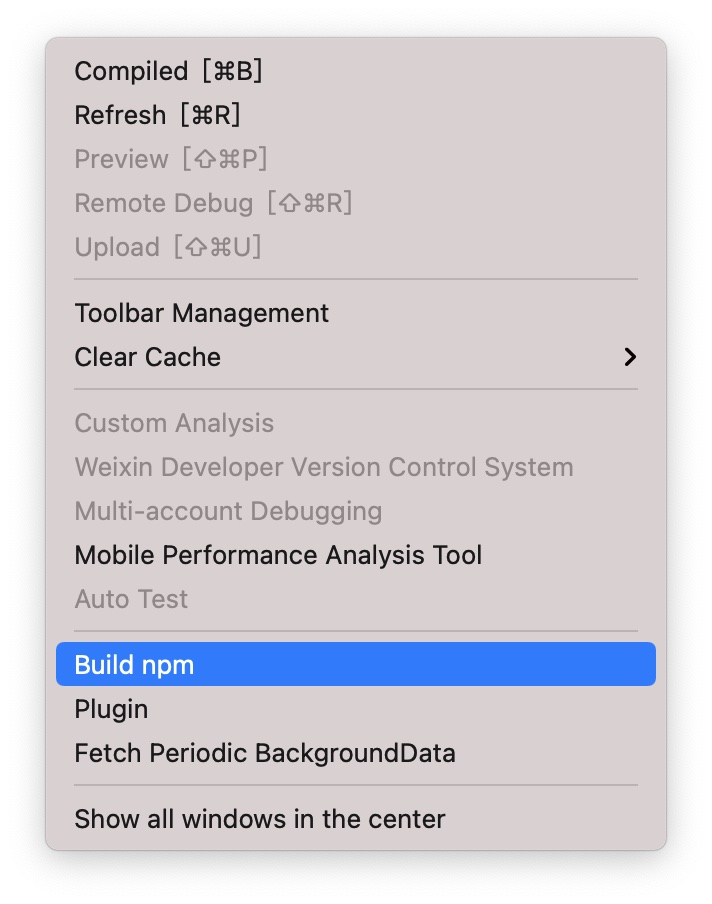 Compiled [⌘B]
Refresh [⌘R]
Preview [⇧⌘P]
Remote Debug [⇧⌘R]
Upload [⇧⌘U]
Toolbar Management
Clear Cache
Custom Analysis
Weixin Developer Version Control System
Multi-account Debugging
Mobile Performance Analysis Tool
Auto Test
Build npm
Plugin
Fetch Periodic BackgroundData
Show all windows in the center